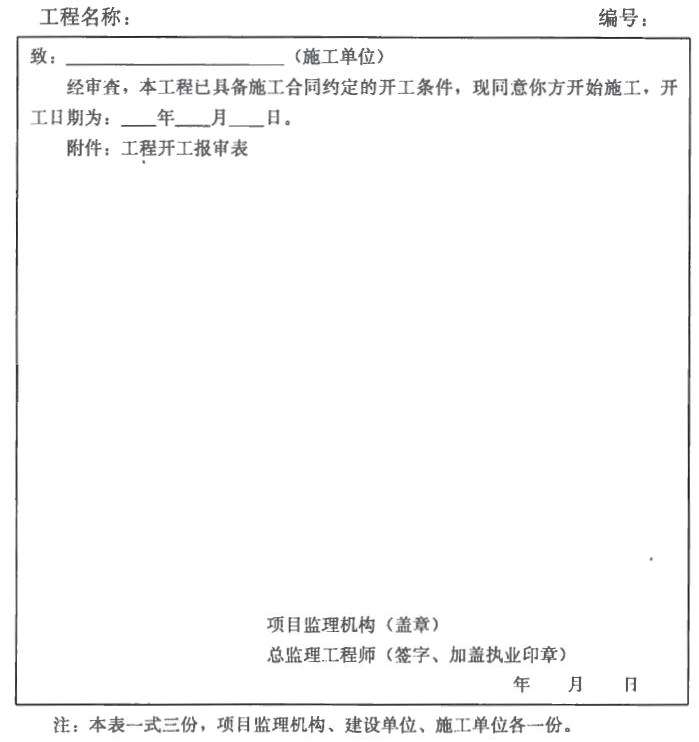 工程名称： 编号：
致：____________________（施工单位）
经审查，本工程已具备施工合同约定的开工条件，现同意你方开始施工，开
工日期为：___年___月___日。
附件：工程开工报审表
项目监理机构（盖章）
总监理工程师（签字、加盖执业印章）
年 月 日
注：本表一式三份，项目监理机构、建设单位、施工单位各一份。